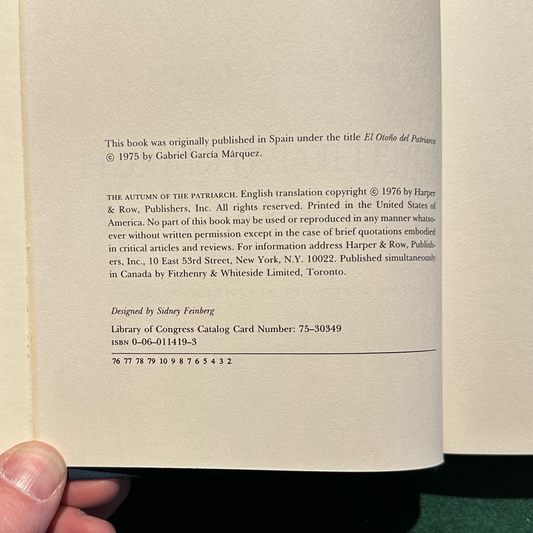 This book was originally published in Spain under the title El Otoño del Patriarca
© 1975 by Gabriel García Márquez.
THE AUTUMN OF THE PATRIARCH. English translation copyright © 1976 by Harper
& Row, Publishers, Inc. All rights reserved. Printed in the United States of
America. No part of this book may be used or reproduced in any manner whatso-
ever without written permission except in the case of brief quotations embodied
in critical articles and reviews. For information address Harper & Row, Publish-
ers, Inc., 10 East 53rd Street, New York, N.Y. 10022. Published simultaneously
in Canada by Fitzhenry & Whiteside Limited, Toronto.
Designed by Sidney Feinberg
Library of Congress Catalog Card Number: 75-30349
ISBN 0-06-011419-3
76 77 78 79 10 9 8 7 6 5 4 3 2